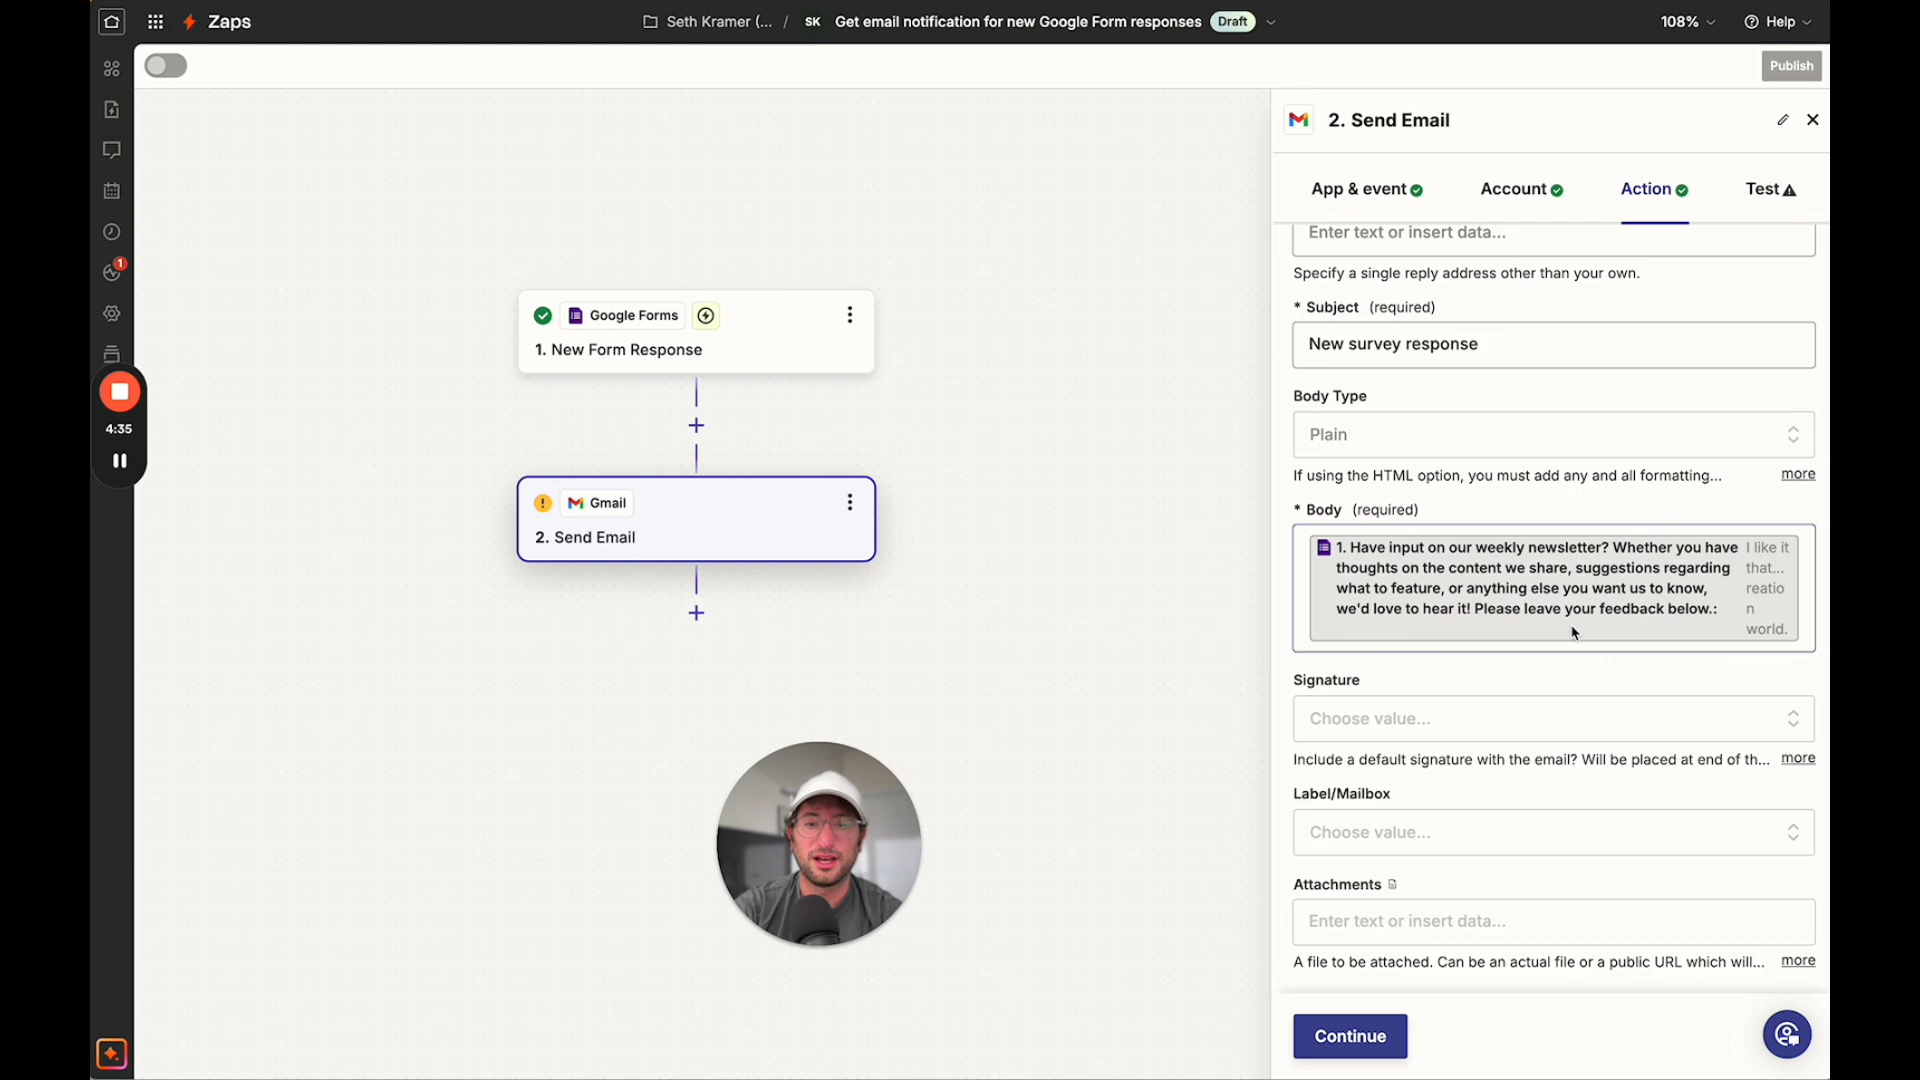 Zaps
Seth Kramer (... / SK Get email notification for new Google Form responses Draft
108% Help
Publish
1
4:35
Google Forms
1. New Form Response
Gmail
2. Send Email
2. Send Email
App & event Account Action Test
Enter text or insert data...
Specify a single reply address other than your own.
* Subject (required)
New survey response
Body Type
Plain
If using the HTML option, you must add any and all formatting... more
* Body (required)
1. Have input on our weekly newsletter? Whether you have I like it
thoughts on the content we share, suggestions regarding that...
what to feature, or anything else you want us to know, reatio
we'd love to hear it! Please leave your feedback below.: n
world.
Signature
Choose value...
Include a default signature with the email? Will be placed at end of th... more
Label/Mailbox
Choose value...
Attachments
Enter text or insert data...
A file to be attached. Can be an actual file or a public URL which will... more
Continue